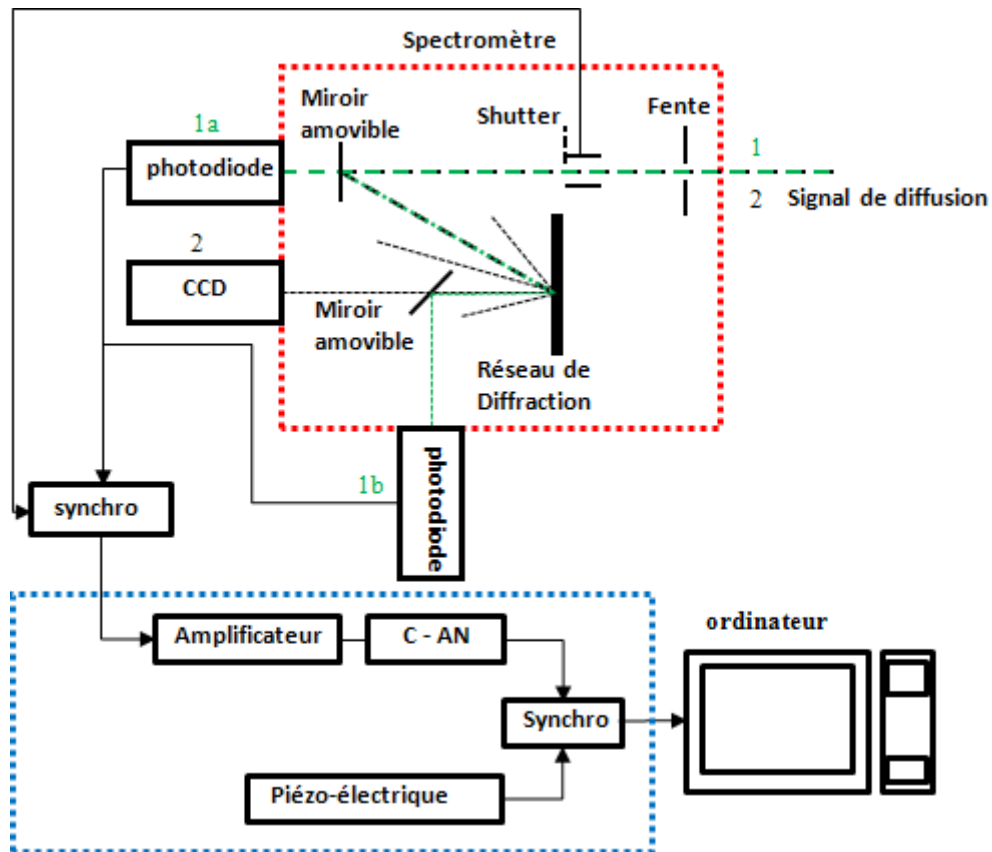 Spectromètre
Miroir
amovible
Shutter
Fente
1a
photodiode
1
2
Signal de diffusion
2
CCD
Miroir
amovible
Réseau de
Diffraction
1b
photodiode
synchro
Amplificateur
C - AN
ordinateur
Synchro
Piézo-électrique